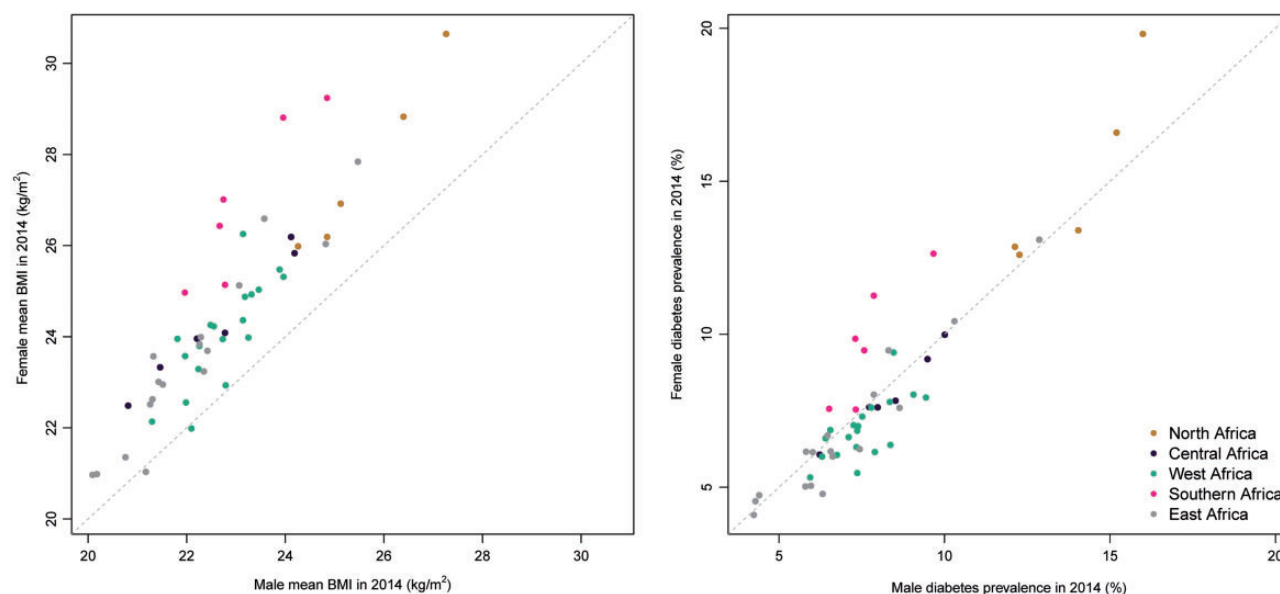 30
28
26
24
22
20
Female mean BMI in 2014 (kg/m²)
20 22 24 26 28 30
Male mean BMI in 2014 (kg/m²)
20
15
10
5
Female diabetes prevalence in 2014 (%)
North Africa
Central Africa
West Africa
Southern Africa
East Africa
5 10 15 20
Male diabetes prevalence in 2014 (%)